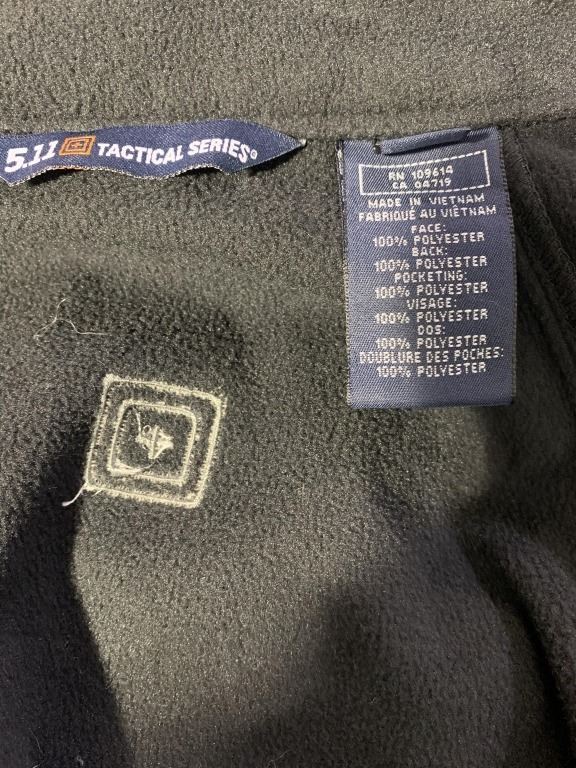 5.11 TACTICAL SERIES®
RN 109614
CA 04719
MADE IN VIETNAM
FABRIQUÉ AU VIÊTNAM
FACE:
100% POLYESTER
BACK:
100% POLYESTER
POCKETING:
100% POLYESTER
VISAGE:
100% POLYESTER
DOS:
100% POLYESTER
DOUBLURE DES POCHES:
100% POLYESTER